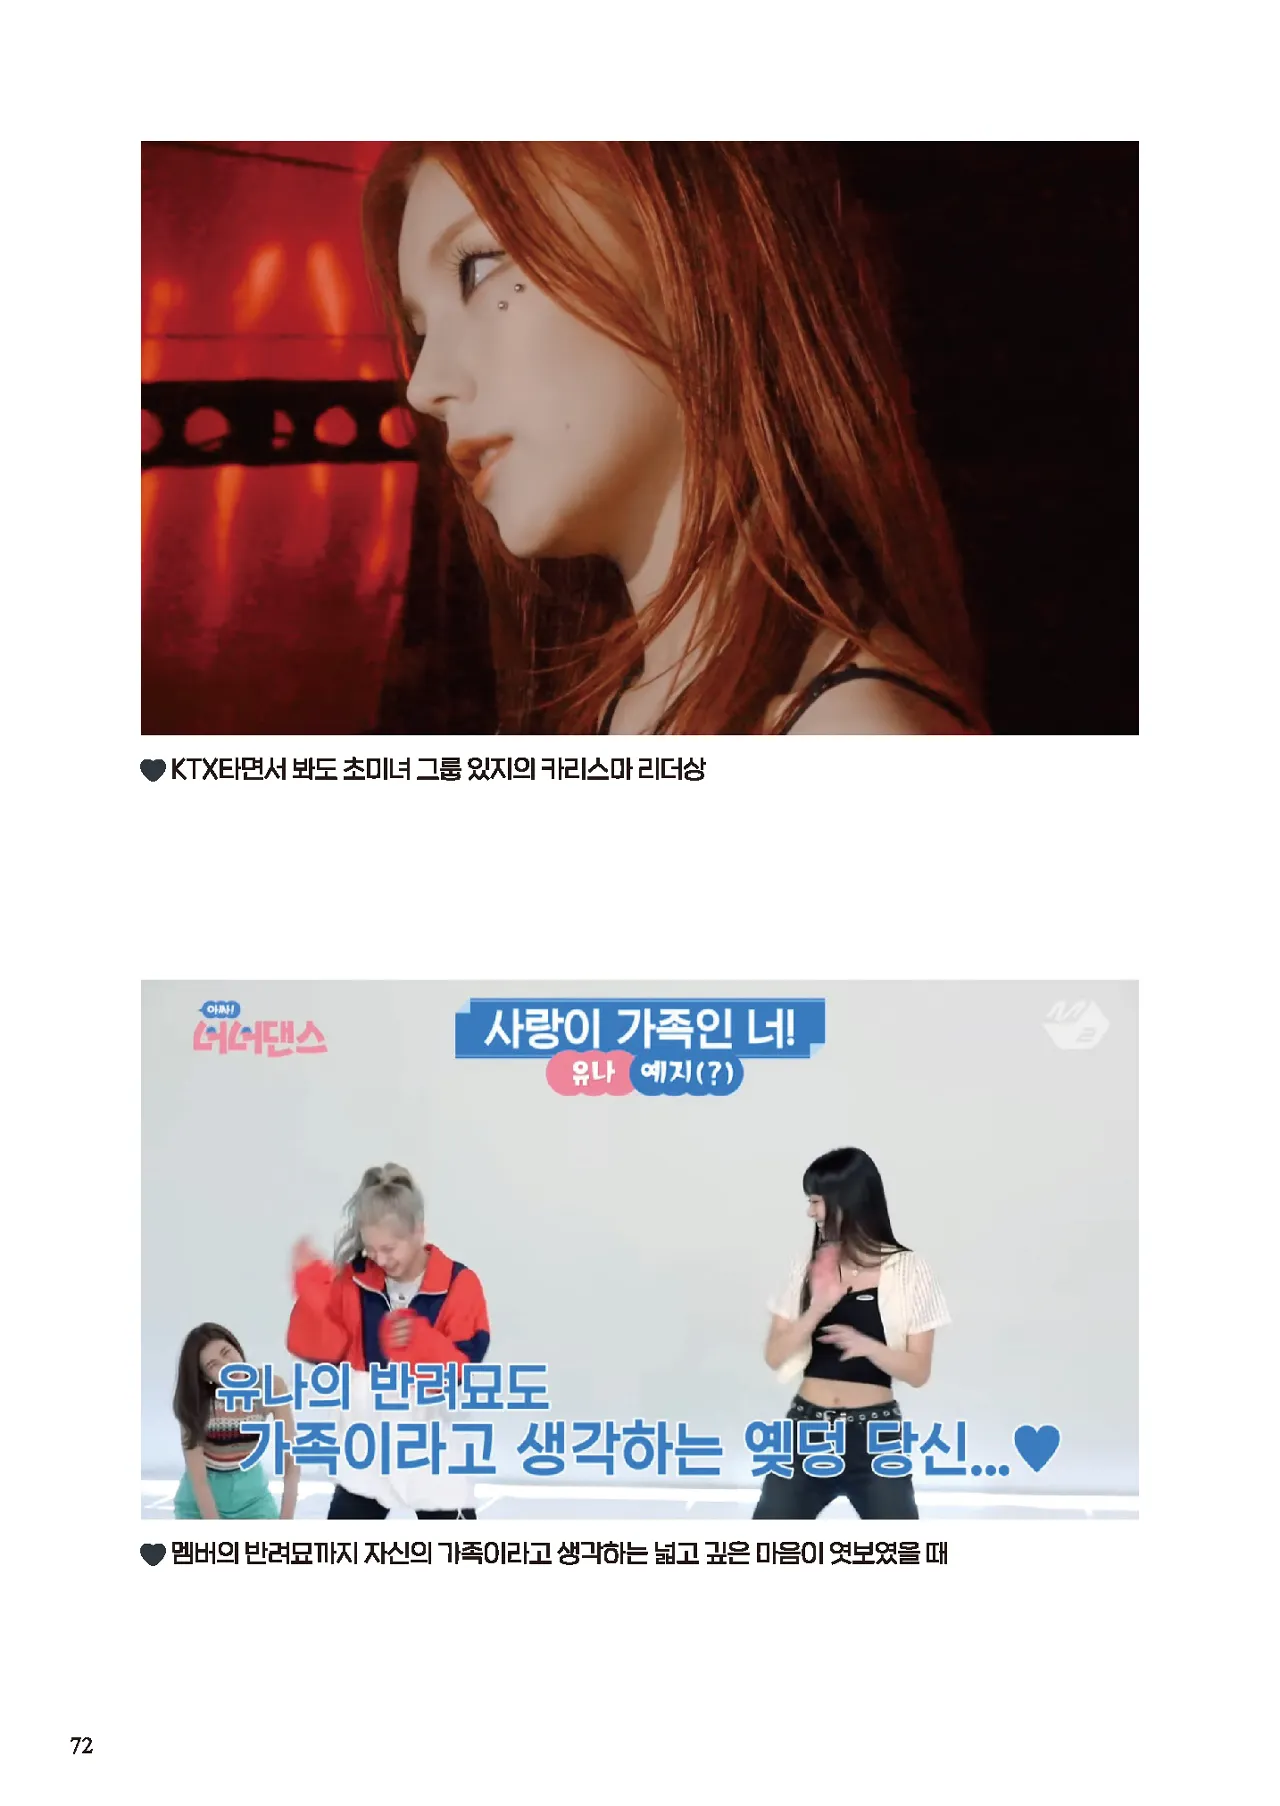 KTX타면서 봐도 초미녀 그룹 있지의 카리스마 리더상
아싸!
너너댄스
사랑이 가족인 너!
유나 예지(?)
M2
유나의 반려묘도
가족이라고 생각하는 옞덩 당신...♥
멤버의 반려묘까지 자신의 가족이라고 생각하는 넓고 깊은 마음이 엿보였을 때
72